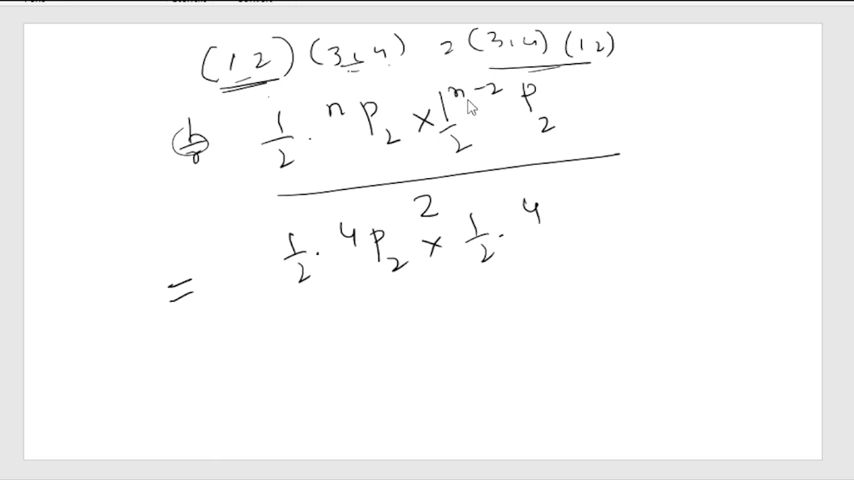 (1 2) (3, 4) = (3, 4) (1 2)
1/2 · ⁿP₂ × 1/2 ⁿ⁻²P₂
2
= 1/2 · ⁴P₂ × 1/2 · 4